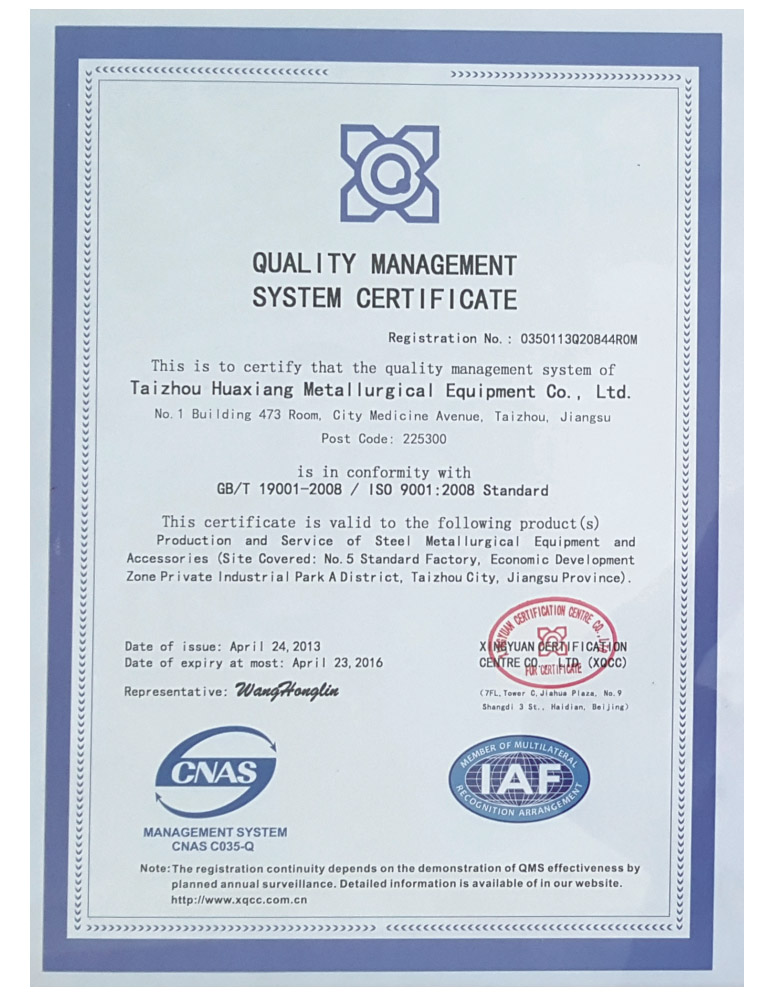 QUALITY MANAGEMENT
SYSTEM CERTIFICATE
Registration No.: 0350113Q20844ROM
This is to certify that the quality management system of
Taizhou Huaxiang Metallurgical Equipment Co., Ltd.
No.1 Building 473 Room, City Medicine Avenue, Taizhou, Jiangsu
Post Code: 225300
is in conformity with
GB/T 19001-2008 / ISO 9001:2008 Standard
This certificate is valid to the following product(s)
Production and Service of Steel Metallurgical Equipment and
Accessories (Site Covered: No.5 Standard Factory, Economic Development
Zone Private Industrial Park A District, Taizhou City, Jiangsu Province).
XINGYUAN CERTIFICATION CENTRE CO., LTD
FOR CERTIFICATE
Date of issue: April 24,2013
Date of expiry at most: April 23,2016
Representative: WangHonglin
XINGYUAN CERTIFICATION
CENTRE CO., LTD. (XQCC)
(7FL,Tower C,Jiahua Plaza, No.9
Shangdi 3 St., Haidian, Beijing)
CNAS
MANAGEMENT SYSTEM
CNAS C035-Q
MEMBER OF MULTILATERAL
IAF
RECOGNITION ARRANGEMENT
Note:The registration continuity depends on the demonstration of QMS effectiveness by
planned annual surveillance. Detailed information is available of in our website.
http://www.xqcc.com.cn